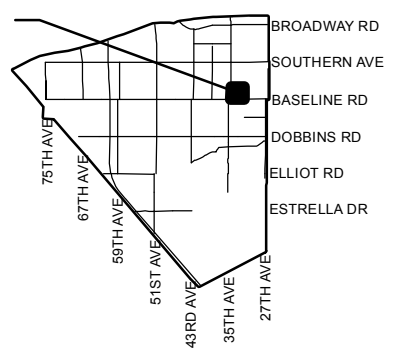 BROADWAY RD
SOUTHERN AVE
BASELINE RD
DOBBINS RD
ELLIOT RD
ESTRELLA DR
75TH AVE
67TH AVE
59TH AVE
51ST AVE
43RD AVE
35TH AVE
27TH AVE